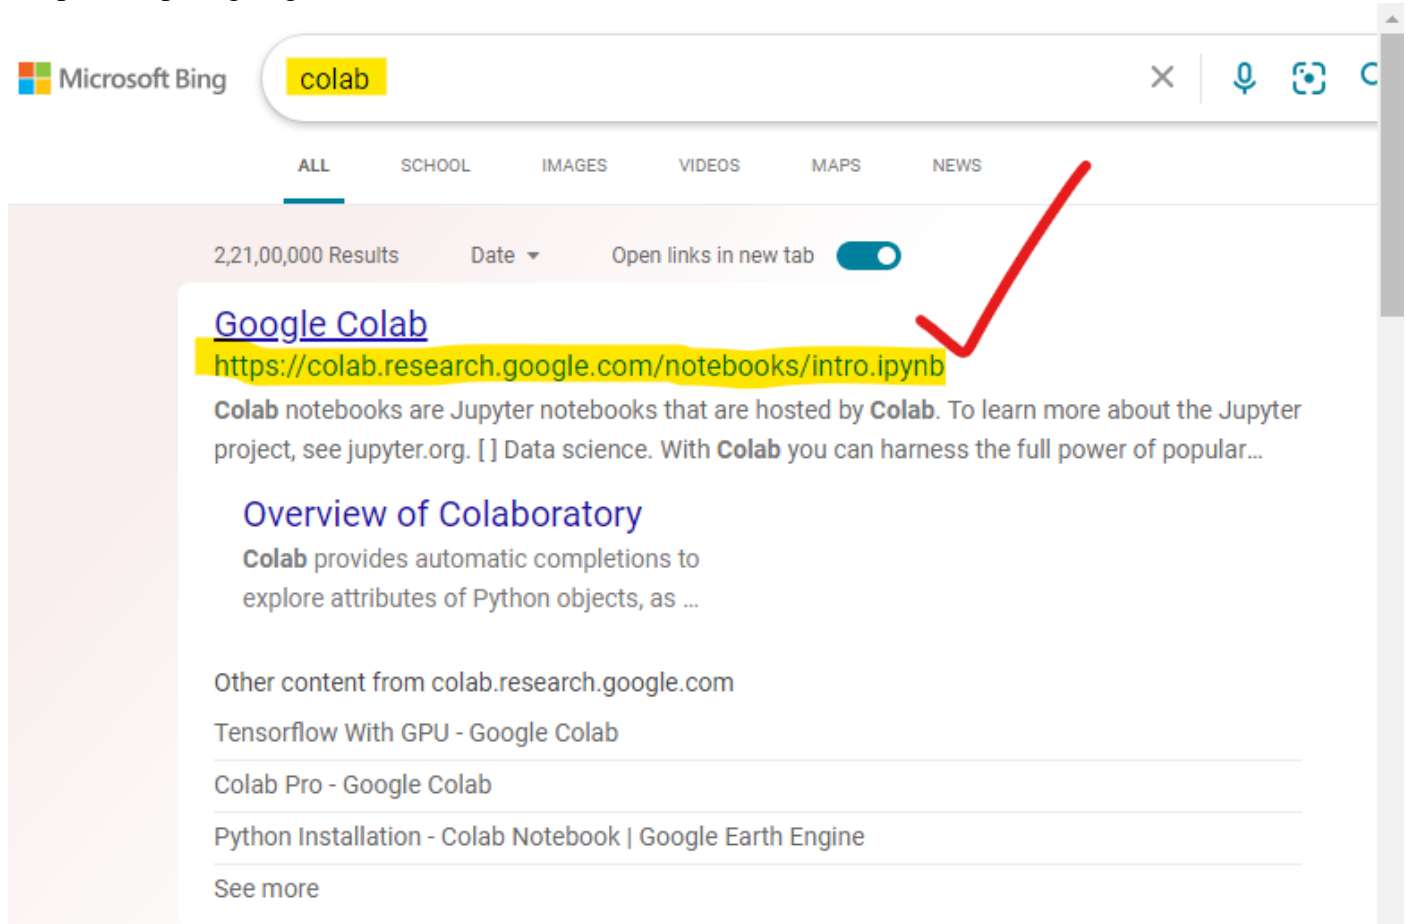 Microsoft Bing
colab
ALL SCHOOL IMAGES VIDEOS MAPS NEWS
2,21,00,000 Results Date Open links in new tab
Google Colab
https://colab.research.google.com/notebooks/intro.ipynb
Colab notebooks are Jupyter notebooks that are hosted by Colab. To learn more about the Jupyter
project, see jupyter.org. [ ] Data science. With Colab you can harness the full power of popular...
Overview of Colaboratory
Colab provides automatic completions to
explore attributes of Python objects, as ...
Other content from colab.research.google.com
Tensorflow With GPU - Google Colab
Colab Pro - Google Colab
Python Installation - Colab Notebook | Google Earth Engine
See more